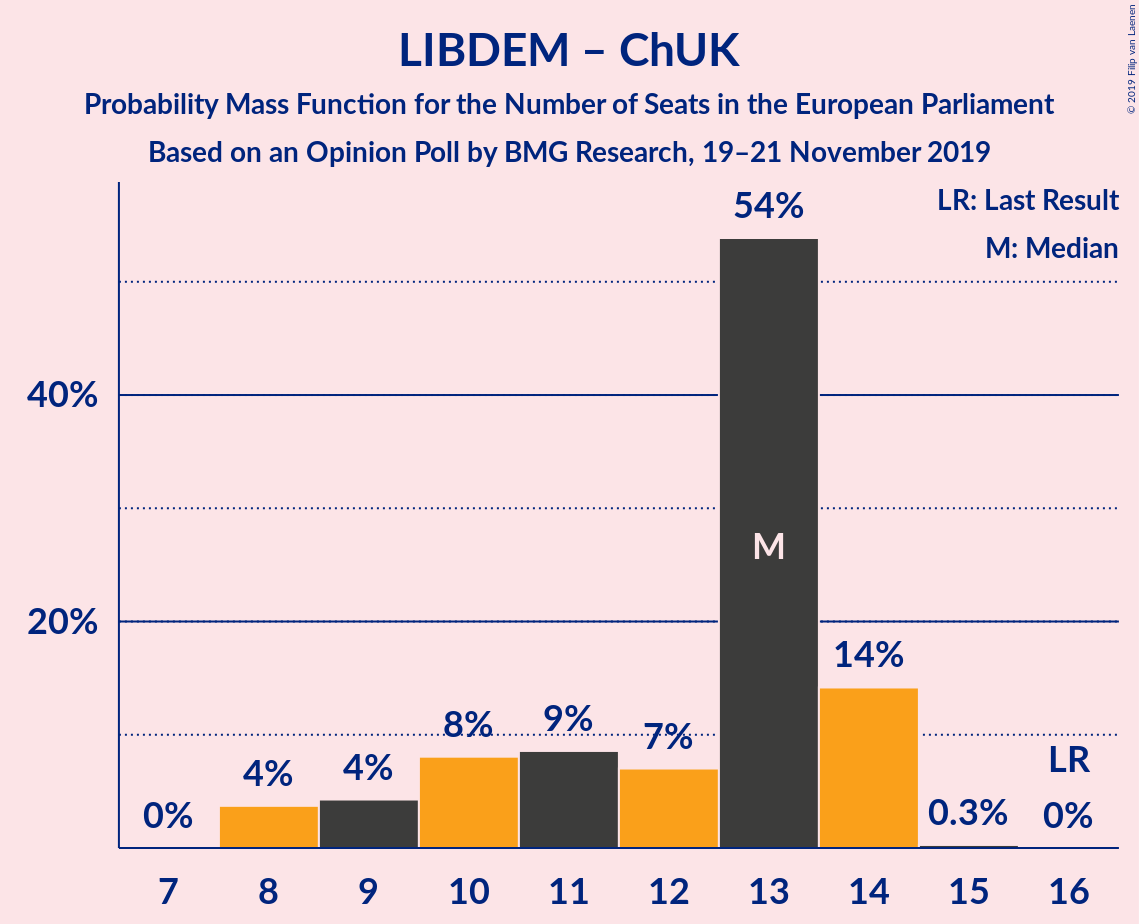 LIBDEM – ChUK
Probability Mass Function for the Number of Seats in the European Parliament
Based on an Opinion Poll by BMG Research, 19–21 November 2019
© 2019 Filip van Laenen
LR: Last Result
M: Median
54%
40%
M
20%
14%
8%
9%
7%
LR
4%
4%
0%
0.3%
0%
7
8
9
10
11
12
13
14
15
16